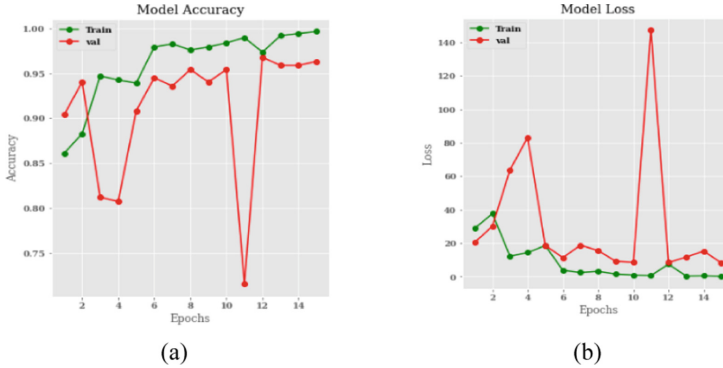 Model Accuracy
Train
val
1.00
0.95
0.90
0.85
0.80
0.75
Accuracy
2 4 6 8 10 12 14
Epochs
(a)
Model Loss
Train
val
140
120
100
80
60
40
20
0
Loss
2 4 6 8 10 12 14
Epochs
(b)